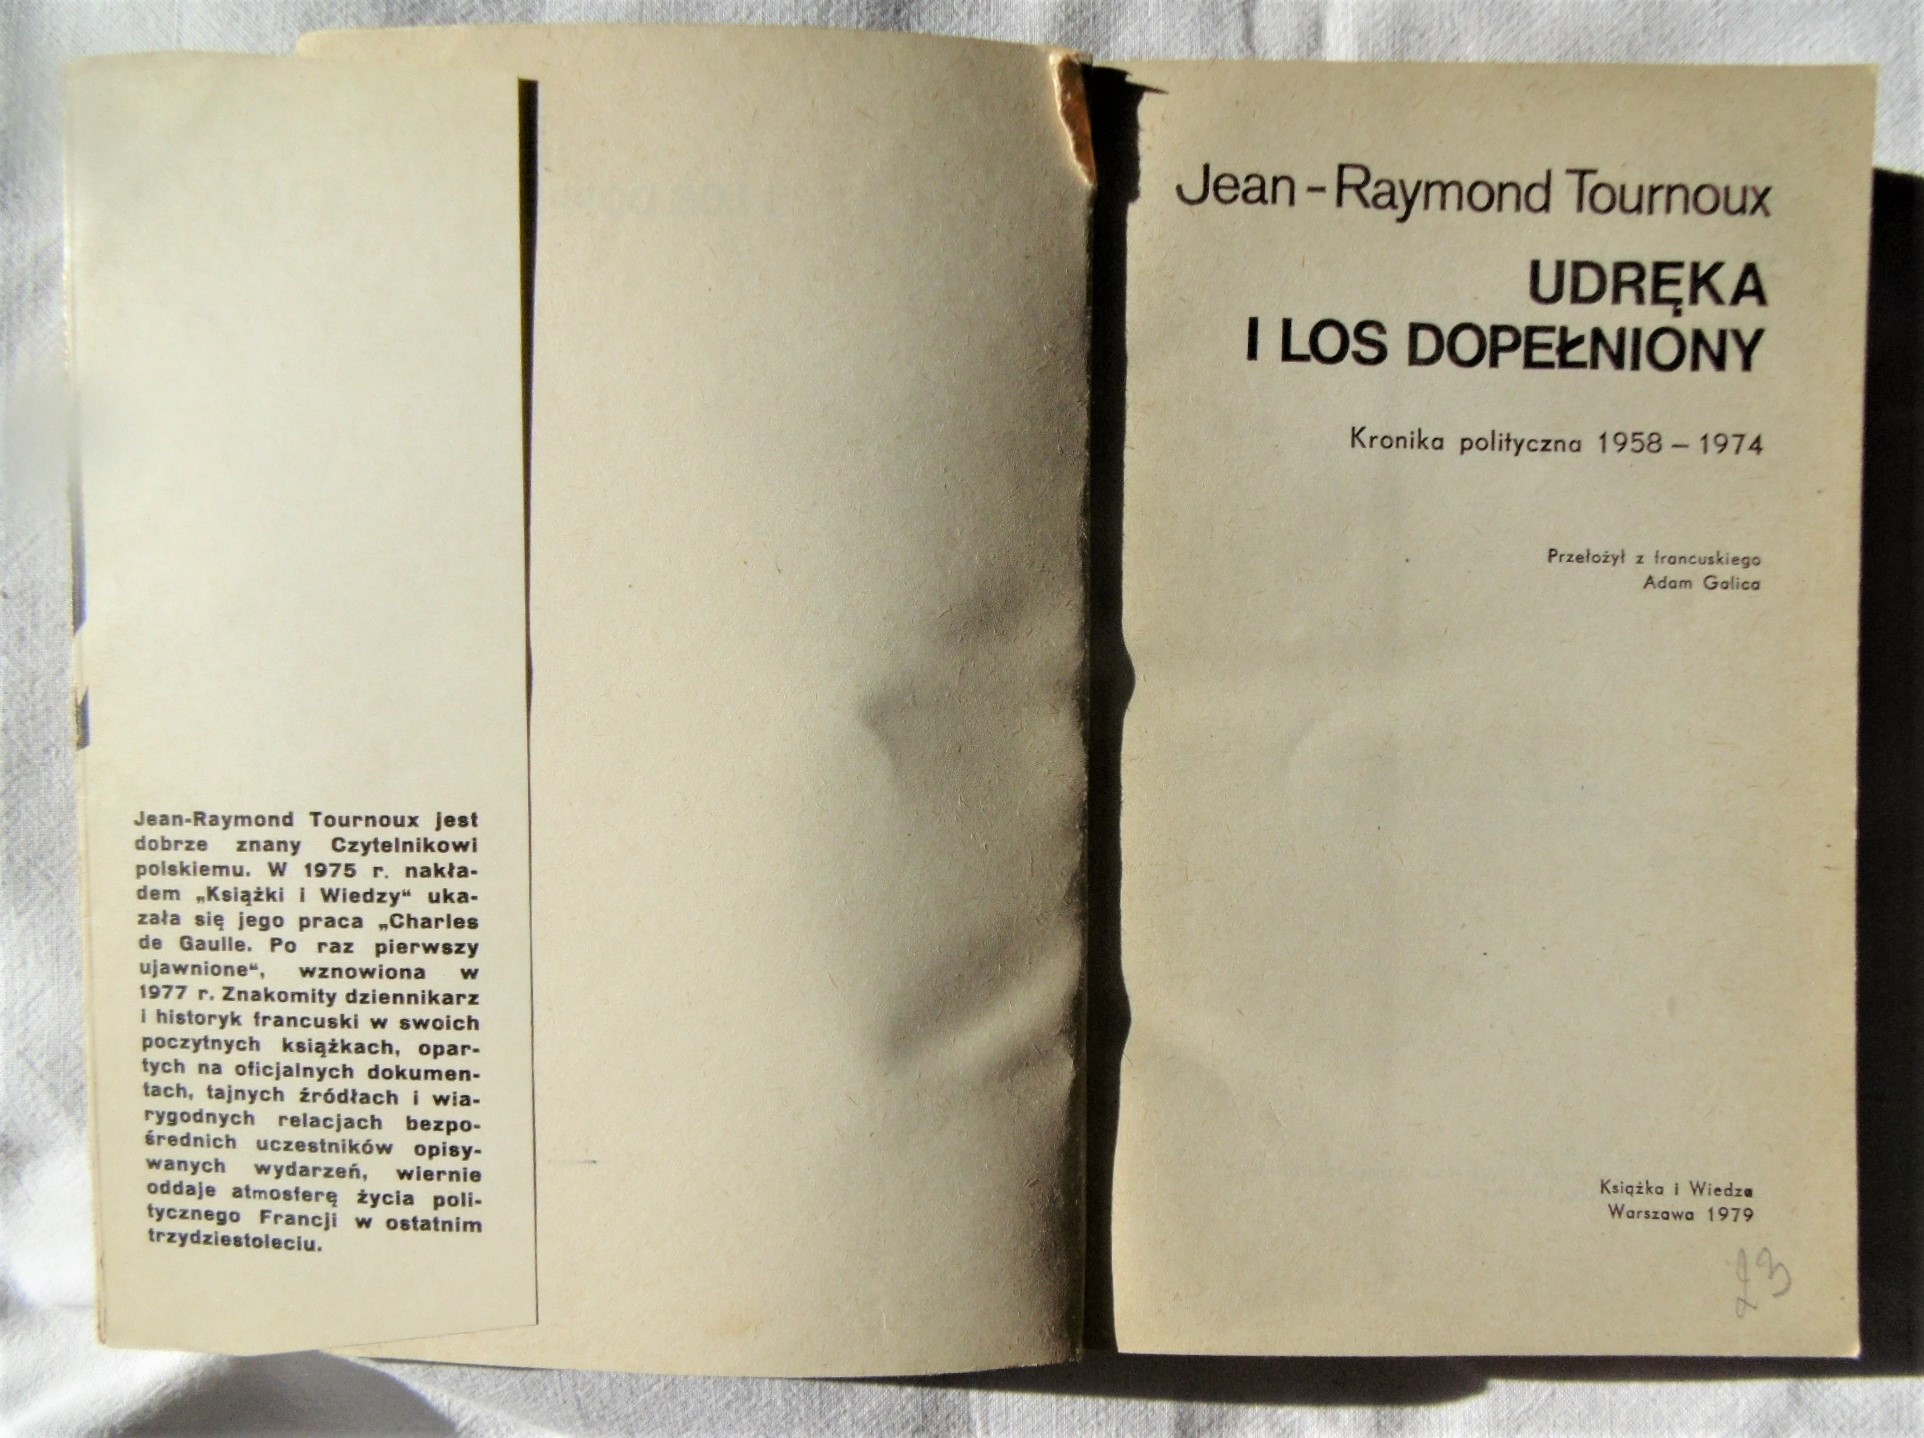 Jean-Raymond Tournoux jest
dobrze znany Czytelnikowi
polskiemu. W 1975 r. nakła-
dem „Książki i Wiedzy“ uka-
zała się jego praca „Charles
de Gaulle. Po raz pierwszy
ujawnione“, wznowiona w
1977 r. Znakomity dziennikarz
i historyk francuski w swoich
poczytnych książkach, opar-
tych na oficjalnych dokumen-
tach, tajnych źródłach i wia-
rygodnych relacjach bezpo-
średnich uczestników opisy-
wanych wydarzeń, wiernie
oddaje atmosferę życia poli-
tycznego Francji w ostatnim
trzydziestoleciu.
Jean-Raymond Tournoux
UDRĘKA
I LOS DOPEŁNIONY
Kronika polityczna 1958 – 1974
Przełożył z francuskiego
Adam Galica
Książka i Wiedza
Warszawa 1979
23